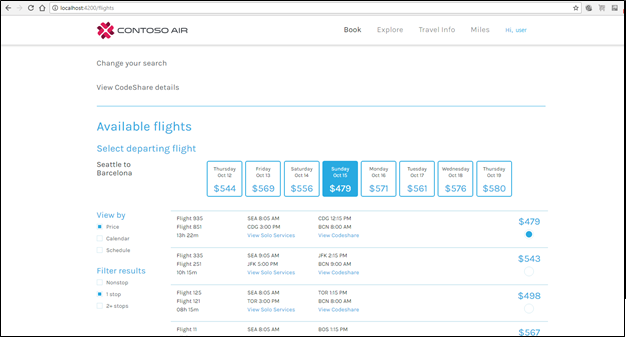 localhost:4200/flights
CONTOSO AIR
Book Explore Travel Info Miles Hi, user
Change your search
View CodeShare details
Available flights
Select departing flight
Seattle to
Barcelona
Thursday
Oct 12
$544
Friday
Oct 13
$569
Saturday
Oct 14
$556
Sunday
Oct 15
$479
Monday
Oct 16
$571
Tuesday
Oct 17
$561
Wednesday
Oct 18
$576
Thursday
Oct 19
$580
View by
Price
Calendar
Schedule
Filter results
Nonstop
1 stop
2+ stops
Flight 935 SEA 8:05 AM CDG 12:15 PM $479
Flight 851 CDG 3:00 PM BCN 8:00 AM
13h 22m View Solo Services View Codeshare
Flight 335 SEA 9:05 AM JFK 2:15 PM $543
Flight 251 JFK 5:00 PM BCN 9:00 AM
10h 15m View Solo Services View Codeshare
Flight 125 SEA 8:05 AM TOR 1:15 PM $498
Flight 121 TOR 3:00 PM BCN 8:00 AM
08h 15m View Solo Services View Codeshare
Flight 11 SEA 8:05 AM BOS 1:15 PM $567